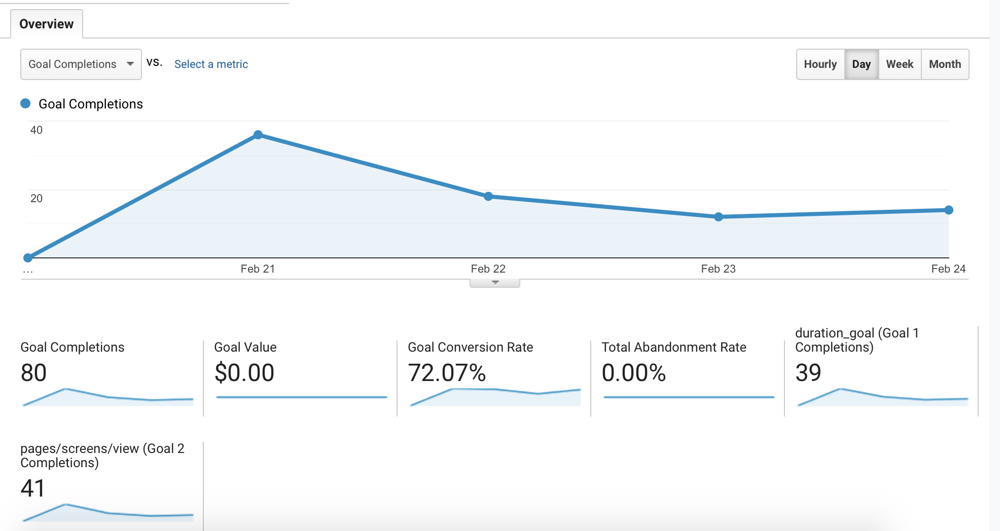 Overview
Goal Completions vs. Select a metric
Hourly Day Week Month
Goal Completions
40
20
... Feb 21 Feb 22 Feb 23 Feb 24
Goal Completions
80
Goal Value
$0.00
Goal Conversion Rate
72.07%
Total Abandonment Rate
0.00%
duration_goal (Goal 1
Completions)
39
pages/screens/view (Goal 2
Completions)
41